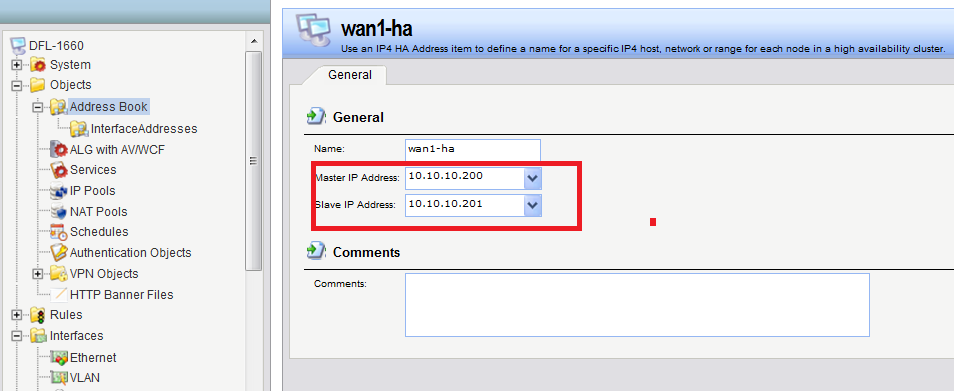 DFL-1660
System
Objects
Address Book
InterfaceAddresses
ALG with AV/WCF
Services
IP Pools
NAT Pools
Schedules
Authentication Objects
VPN Objects
HTTP Banner Files
Rules
Interfaces
Ethernet
VLAN
wan1-ha
Use an IP4 HA Address item to define a name for a specific IP4 host, network or range for each node in a high availability cluster.
General
General
Name: wan1-ha
Master IP Address: 10.10.10.200
Slave IP Address: 10.10.10.201
Comments
Comments: